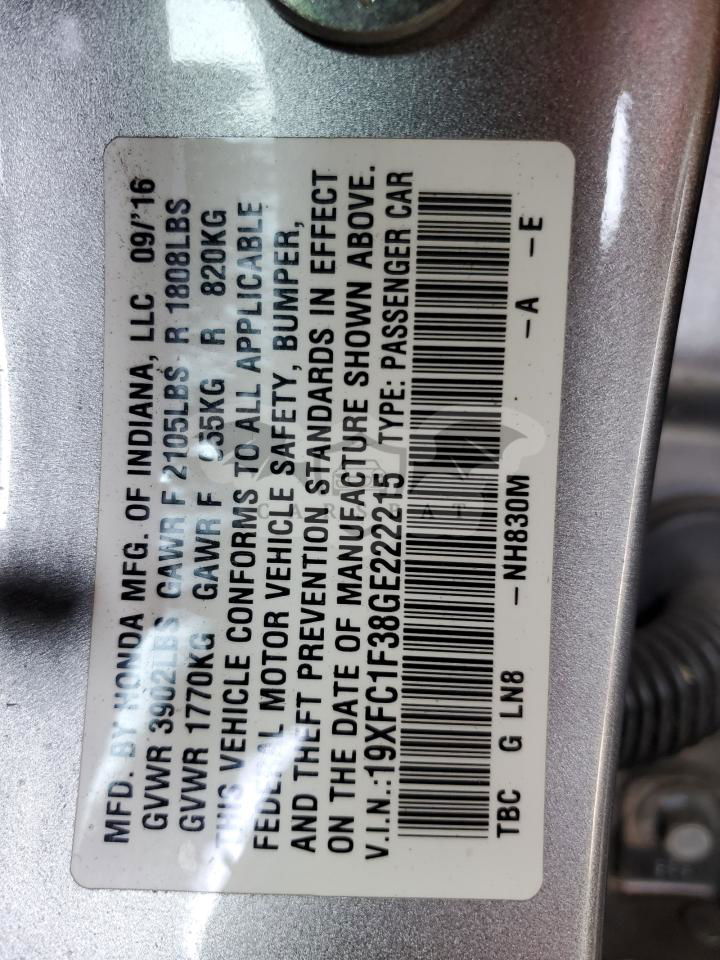 MFD. BY HONDA MFG. OF INDIANA, LLC 09/'16
GVWR 3902LBS GAWR F 2105LBS R 1808LBS
GVWR 1770KG GAWR F 955KG R 820KG
THIS VEHICLE CONFORMS TO ALL APPLICABLE
FEDERAL MOTOR VEHICLE SAFETY, BUMPER,
AND THEFT PREVENTION STANDARDS IN EFFECT
ON THE DATE OF MANUFACTURE SHOWN ABOVE.
V.I.N.:19XFC1F38GE222215 TYPE: PASSENGER CAR
TBC G LN8 -NH830M -A -E